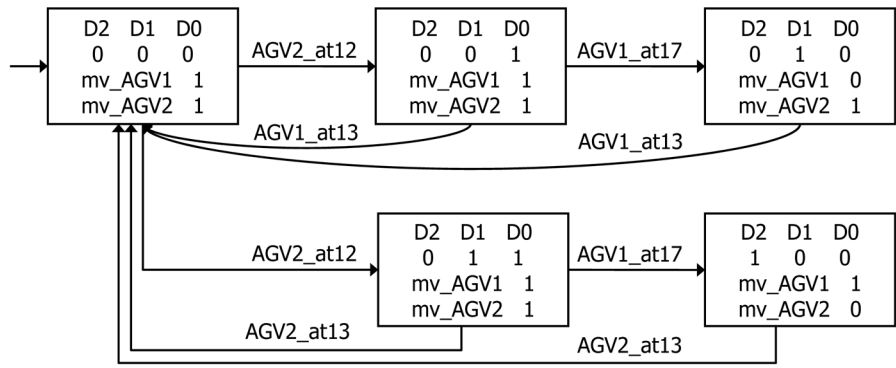 D2 D1 D0
0 0 0
mv_AGV1 1
mv_AGV2 1
AGV2_at12
D2 D1 D0
0 0 1
mv_AGV1 1
mv_AGV2 1
AGV1_at17
D2 D1 D0
0 1 0
mv_AGV1 0
mv_AGV2 1
AGV1_at13
AGV1_at13
AGV2_at12
D2 D1 D0
0 1 1
mv_AGV1 1
mv_AGV2 1
AGV1_at17
D2 D1 D0
1 0 0
mv_AGV1 1
mv_AGV2 0
AGV2_at13
AGV2_at13